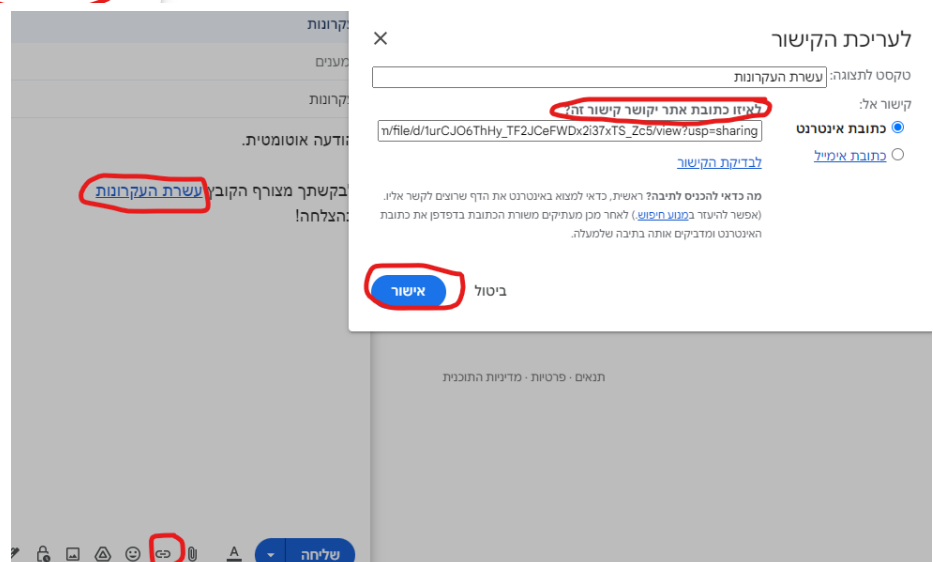 עקרונות
לעריכת הקישור
נמענים
טקסט לתצוגה: עשרת העקרונות
עקרונות
קישור אל:
לאיזו כתובת אתר יקושר קישור זה?
כתובת אינטרנט
n/file/d/1urCJO6ThHy_TF2JCeFWDx2i37xTS_Zc5/view?usp=sharing
כתובת אימייל
לבדיקת הקישור
הודעה אוטומטית.
מה כדאי להכניס לתיבה? ראשית, כדאי למצוא באינטרנט את הדף שרוצים לקשר אליו.
(אפשר להיעזר במנוע חיפוש.) לאחר מכן מעתיקים משורת הכתובת בדפדפן את כתובת
האינטרנט ומדביקים אותה בתיבה שלמעלה.
לבקשתך מצורף הקובץ עשרת העקרונות
בהצלחה!
ביטול
אישור
תנאים · פרטיות · מדיניות התוכנית
שליחה
A